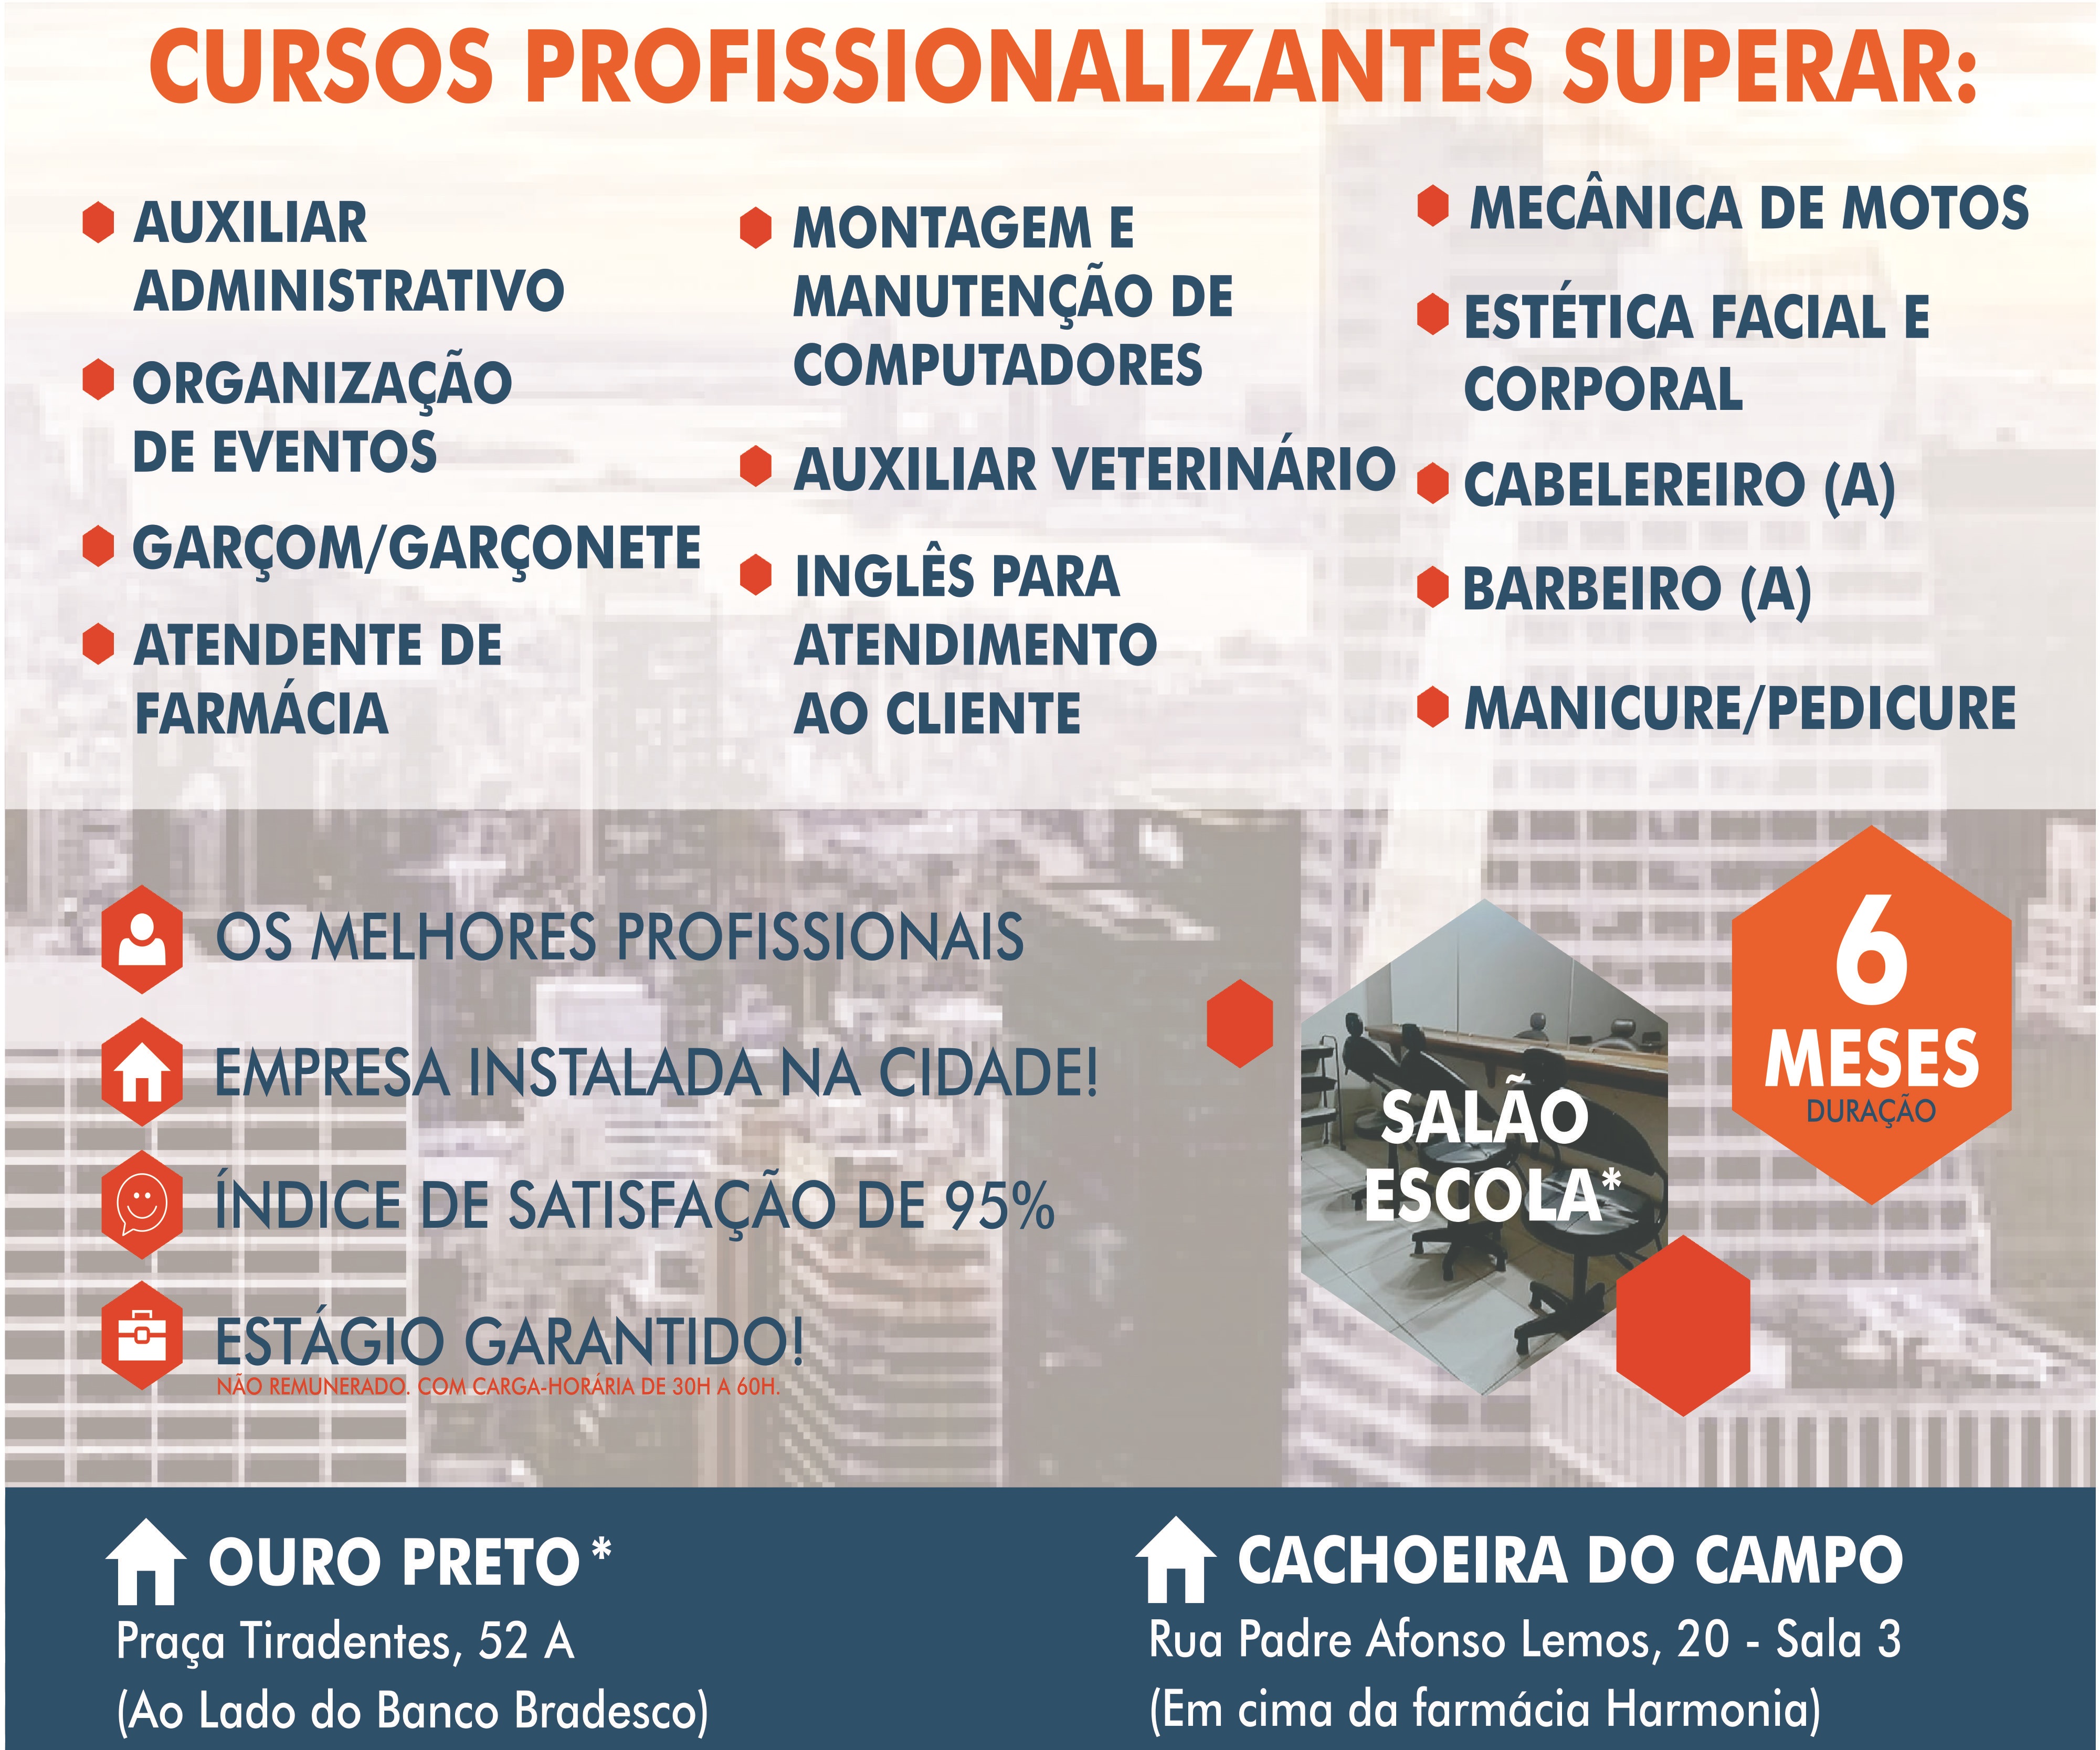 CURSOS PROFISSIONALIZANTES SUPERAR:
AUXILIAR
ADMINISTRATIVO
ORGANIZAÇÃO
DE EVENTOS
GARÇOM/GARÇONETE
ATENDENTE DE
FARMÁCIA
MONTAGEM E
MANUTENÇÃO DE
COMPUTADORES
AUXILIAR VETERINÁRIO
INGLÊS PARA
ATENDIMENTO
AO CLIENTE
MECÂNICA DE MOTOS
ESTÉTICA FACIAL E
CORPORAL
CABELEREIRO (A)
BARBEIRO (A)
MANICURE/PEDICURE
OS MELHORES PROFISSIONAIS
EMPRESA INSTALADA NA CIDADE!
ÍNDICE DE SATISFAÇÃO DE 95%
ESTÁGIO GARANTIDO!
NÃO REMUNERADO. COM CARGA-HORÁRIA DE 30H A 60H.
SALÃO
ESCOLA*
6
MESES
DURAÇÃO
OURO PRETO*
Praça Tiradentes, 52 A
(Ao Lado do Banco Bradesco)
CACHOEIRA DO CAMPO
Rua Padre Afonso Lemos, 20 - Sala 3
(Em cima da farmácia Harmonia)